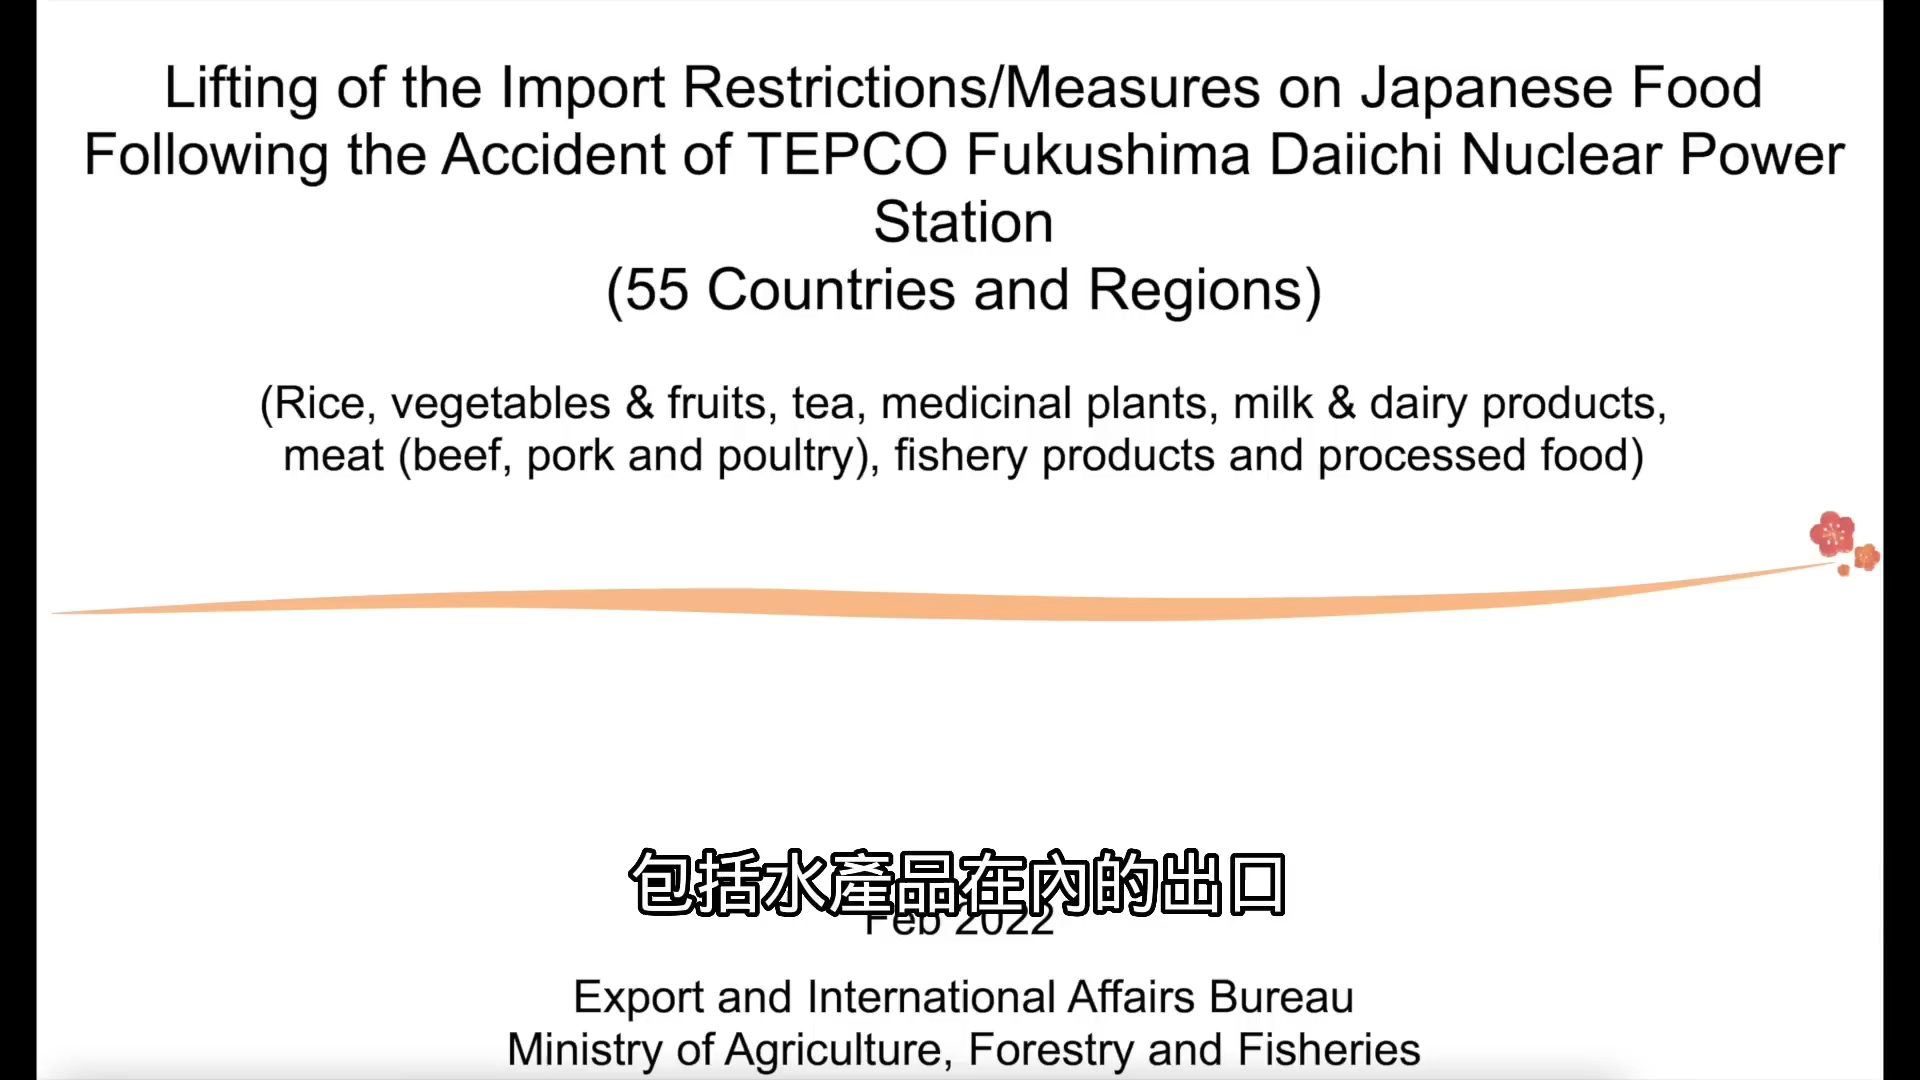 Lifting of the Import Restrictions/Measures on Japanese Food
Following the Accident of TEPCO Fukushima Daiichi Nuclear Power
Station
(55 Countries and Regions)
(Rice, vegetables & fruits, tea, medicinal plants, milk & dairy products,
meat (beef, pork and poultry), fishery products and processed food)
包括水產品在內的出口
Feb 2022
Export and International Affairs Bureau
Ministry of Agriculture, Forestry and Fisheries